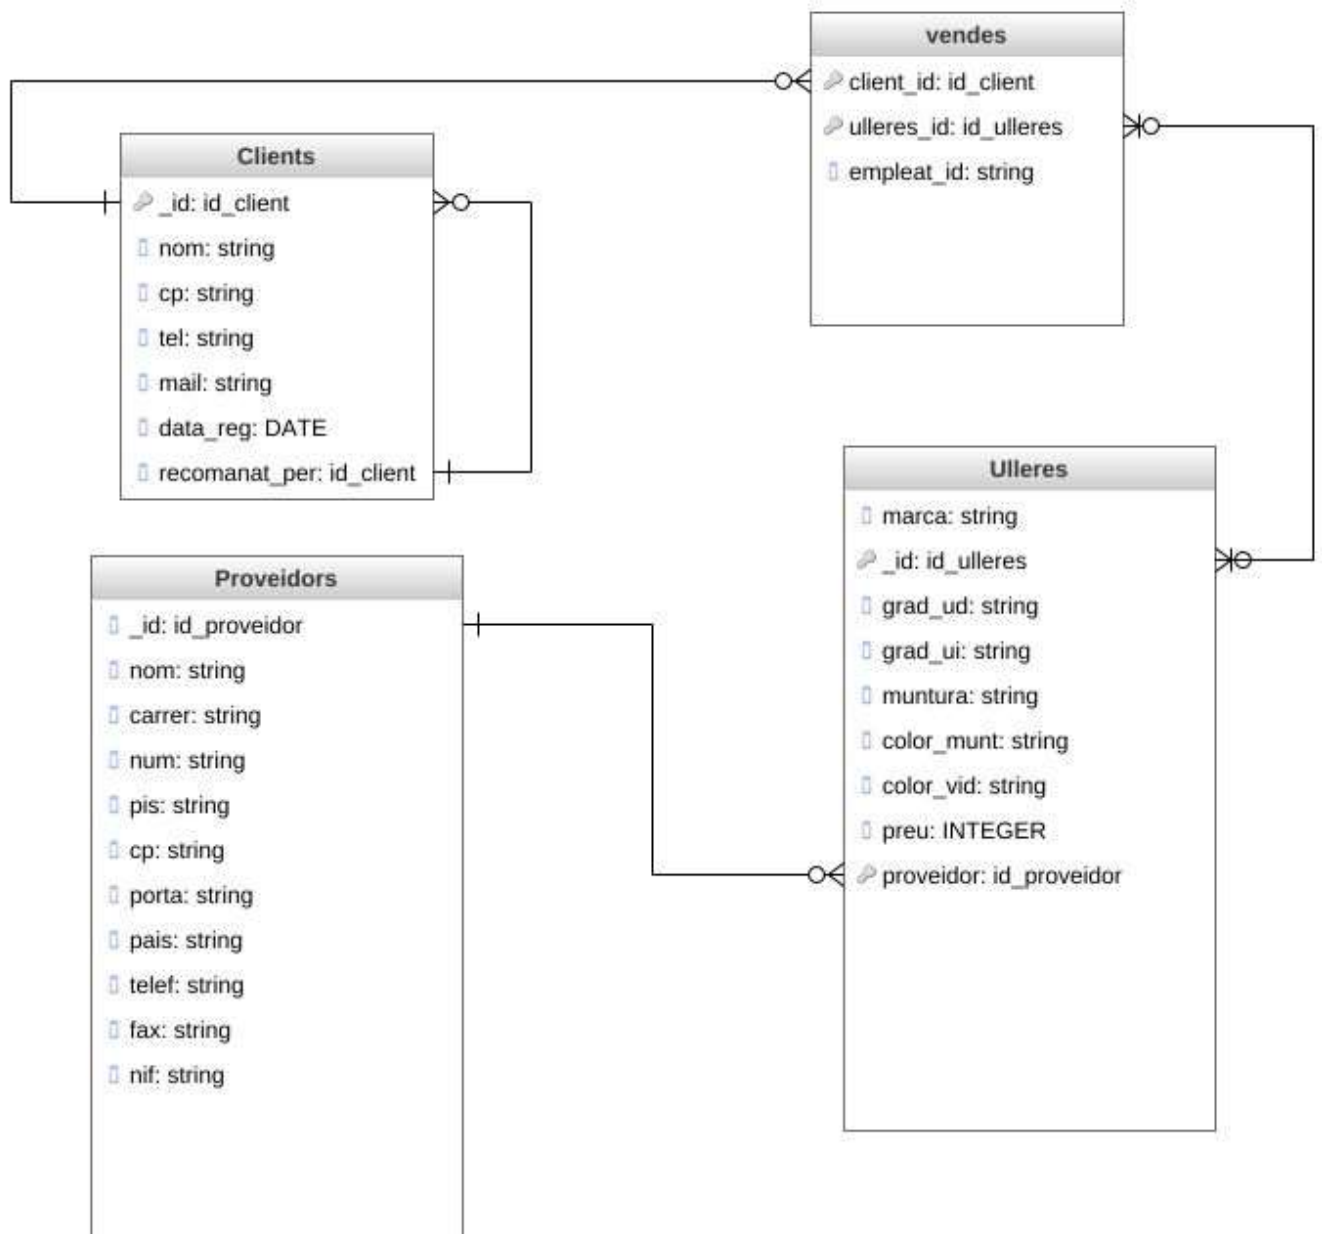 vendes
client_id: id_client
ulleres_id: id_ulleres
empleat_id: string
Clients
_id: id_client
nom: string
cp: string
tel: string
mail: string
data_reg: DATE
recomanat_per: id_client
Ulleres
marca: string
_id: id_ulleres
grad_ud: string
grad_ui: string
muntura: string
color_munt: string
color_vid: string
preu: INTEGER
proveidor: id_proveidor
Proveidors
_id: id_proveidor
nom: string
carrer: string
num: string
pis: string
cp: string
porta: string
pais: string
telef: string
fax: string
nif: string